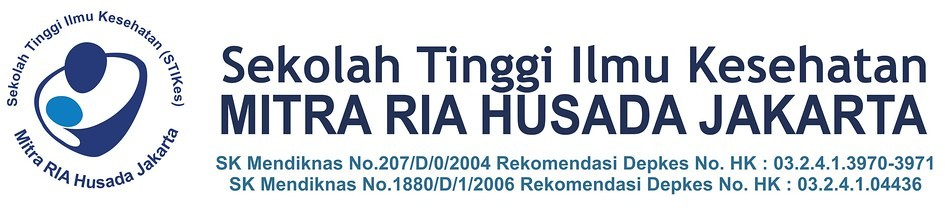 Sekolah Tinggi Ilmu Kesehatan (STIKes)
Mitra RIA Husada Jakarta
Sekolah Tinggi Ilmu Kesehatan
MITRA RIA HUSADA JAKARTA
SK Mendiknas No.207/D/0/2004 Rekomendasi Depkes No. HK : 03.2.4.1.3970-3971
SK Mendiknas No.1880/D/1/2006 Rekomendasi Depkes No. HK : 03.2.4.1.04436